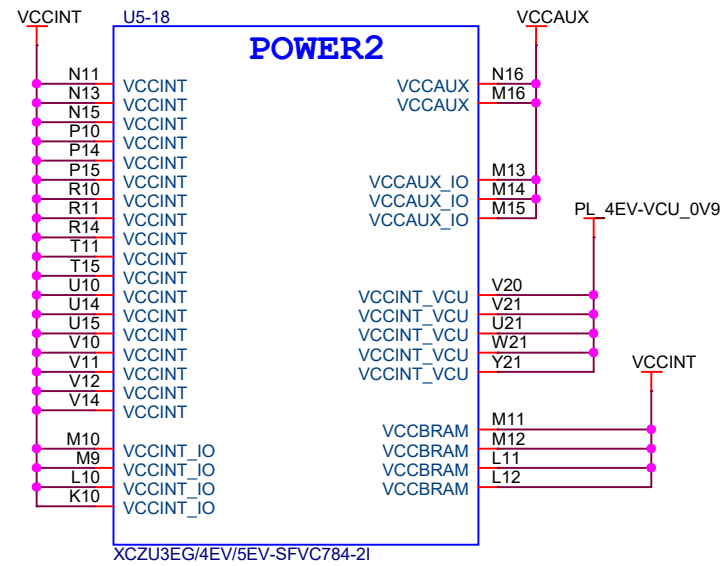 VCCINT
U5-18
VCCAUX
POWER2
N11 VCCINT
N13 VCCINT
N15 VCCINT
P10 VCCINT
P14 VCCINT
P15 VCCINT
R10 VCCINT
R11 VCCINT
R14 VCCINT
T11 VCCINT
T15 VCCINT
U10 VCCINT
U14 VCCINT
U15 VCCINT
V10 VCCINT
V11 VCCINT
V12 VCCINT
V14 VCCINT
M10 VCCINT_IO
M9 VCCINT_IO
L10 VCCINT_IO
K10 VCCINT_IO
VCCAUX N16
VCCAUX M16
VCCAUX_IO M13
VCCAUX_IO M14
VCCAUX_IO M15
PL_4EV-VCU_0V9
VCCINT_VCU V20
VCCINT_VCU V21
VCCINT_VCU U21
VCCINT_VCU W21
VCCINT_VCU Y21
VCCINT
VCCBRAM M11
VCCBRAM M12
VCCBRAM L11
VCCBRAM L12
XCZU3EG/4EV/5EV-SFVC784-2I